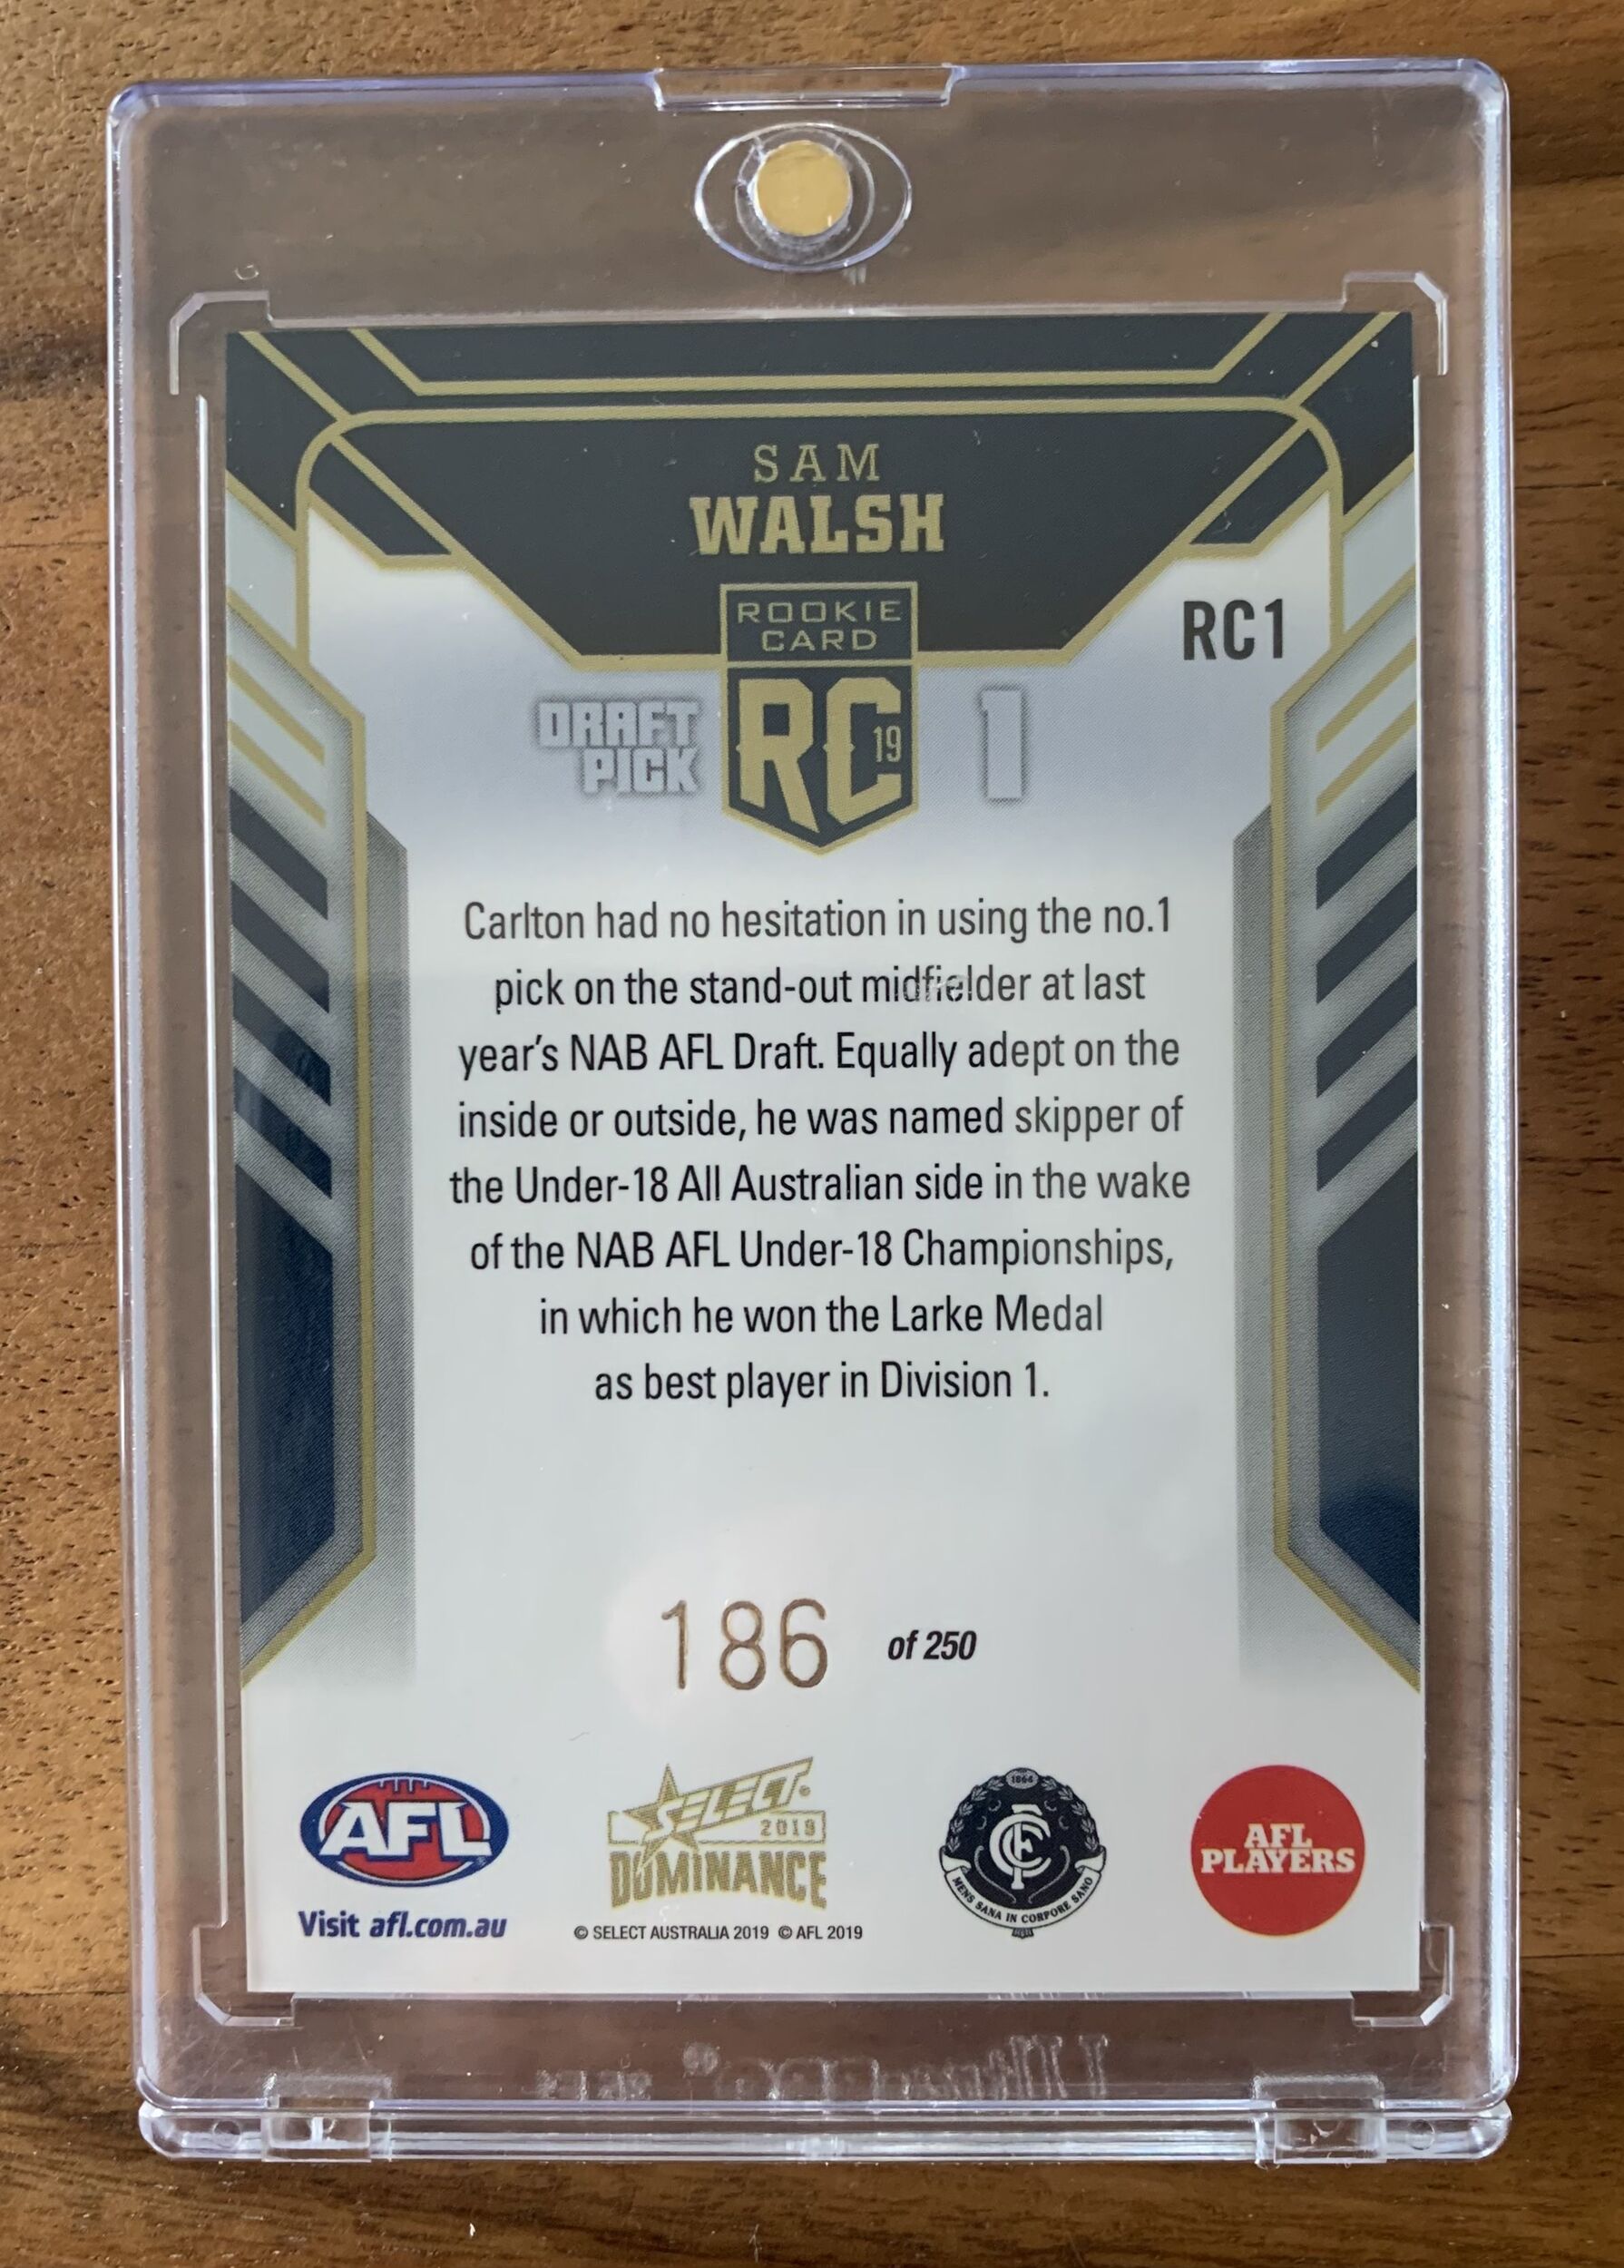 SAM
WALSH
ROOKIE
CARD
RC1
DRAFT
PICK
RC
19
1
Carlton had no hesitation in using the no.1
pick on the stand-out midfielder at last
year's NAB AFL Draft. Equally adept on the
inside or outside, he was named skipper of
the Under-18 All Australian side in the wake
of the NAB AFL Under-18 Championships,
in which he won the Larke Medal
as best player in Division 1.
186 of 250
AFL
Visit afl.com.au
SELECT
2019
DOMINANCE
© SELECT AUSTRALIA 2019 © AFL 2019
1864
CFC
MENS SANA IN CORPORE SANO
AFL
PLAYERS